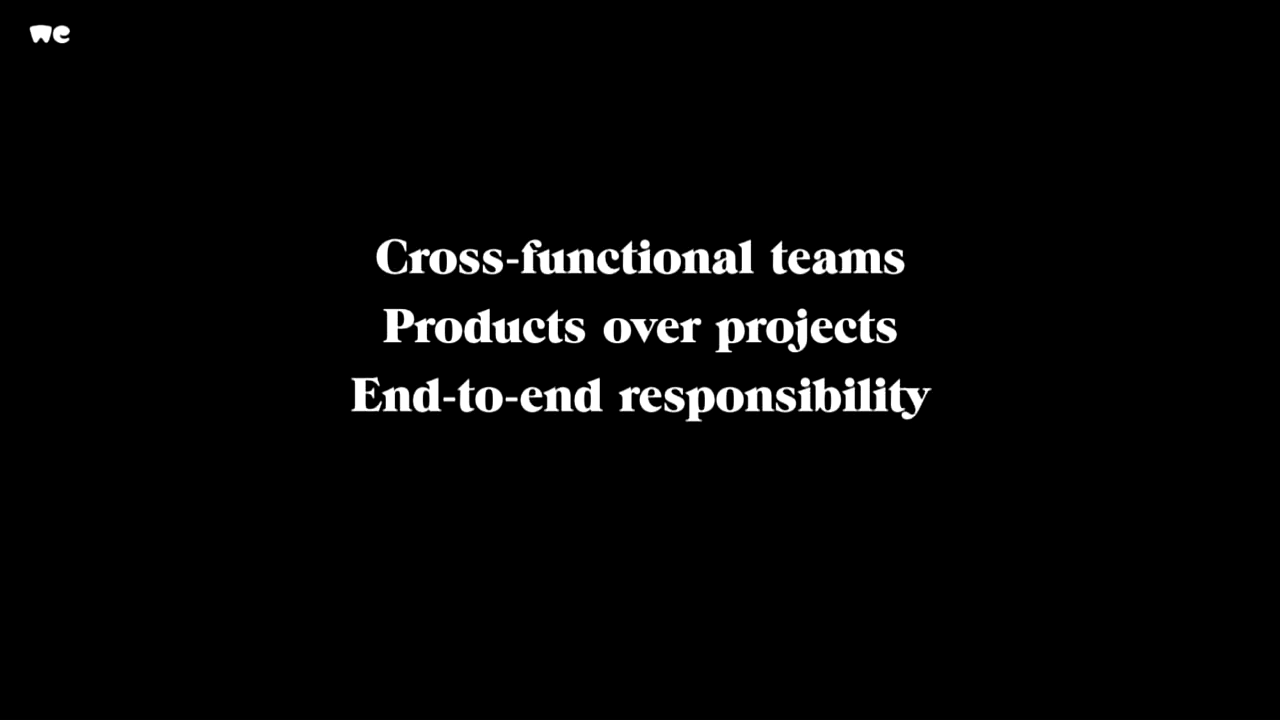 we
Cross-functional teams
Products over projects
End-to-end responsibility